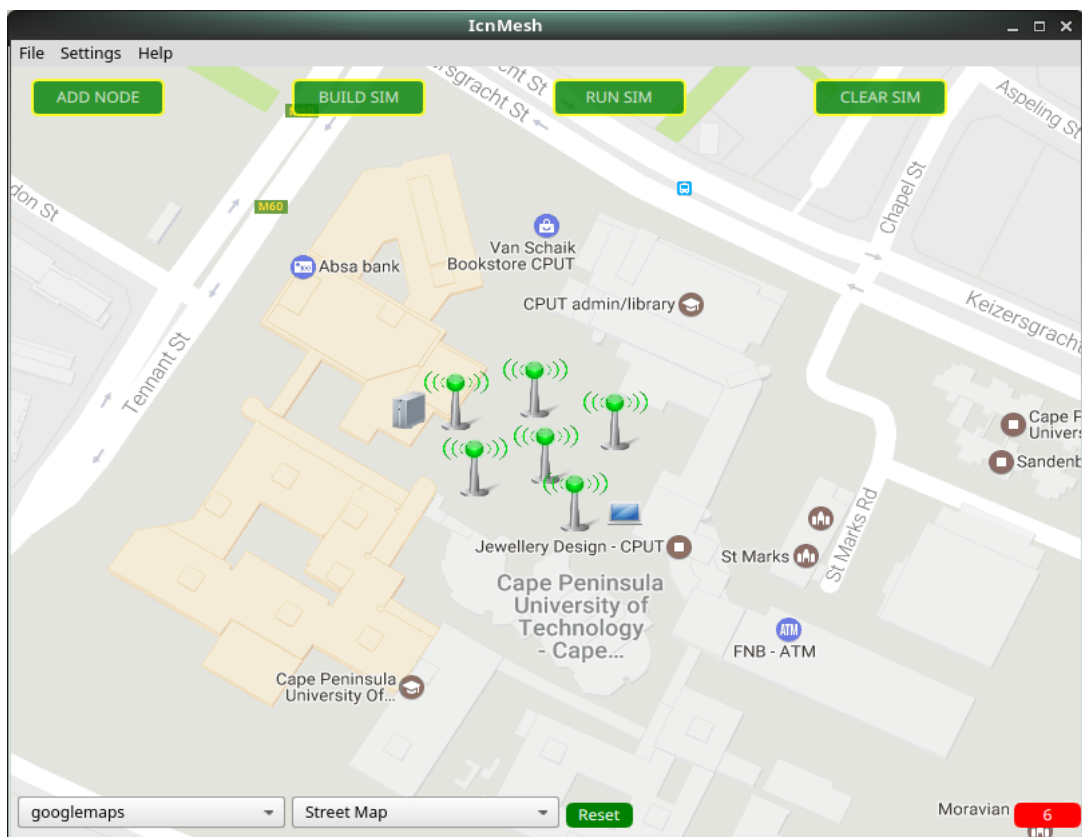 IcnMesh
File Settings Help
ADD NODE
BUILD SIM
RUN SIM
CLEAR SIM
M60
Aspeling St
M60
Chapel St
Van Schaik
Bookstore CPUT
Absa bank
CPUT admin/library
Keizersgracht
Tennant St
Cape P
Univers
Sandenb
Jewellery Design - CPUT
St Marks
St Marks Rd
Cape Peninsula
University of
Technology
- Cape...
ATM
FNB - ATM
Cape Peninsula
University Of...
googlemaps
Street Map
Reset
Moravian
6